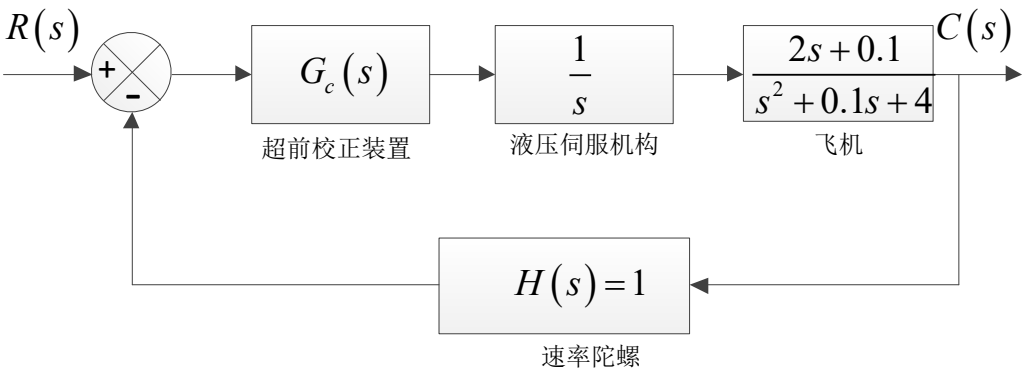 R(s)
+
-
G_c(s)
超前校正装置
1/s
液压伺服机构
(2s+0.1)/(s^2+0.1s+4)
飞机
C(s)
H(s)=1
速率陀螺